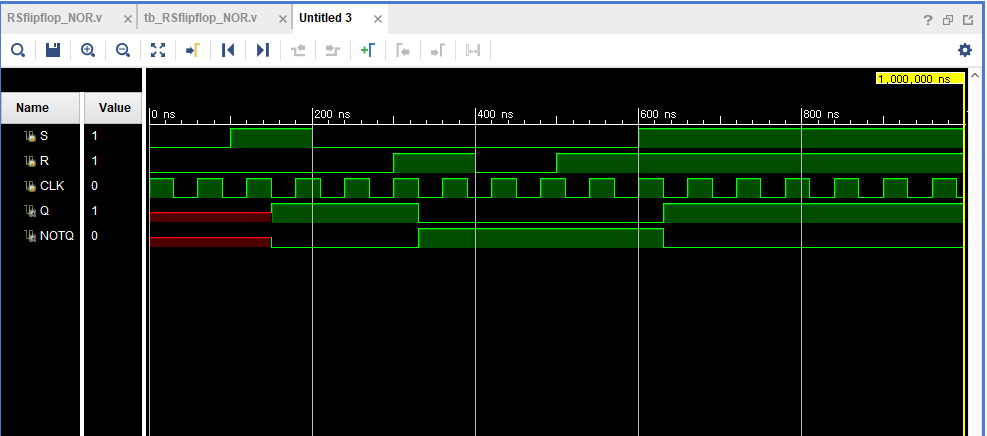 RSflipflop_NOR.v × tb_RSflipflop_NOR.v × Untitled 3 ×
1,000,000 ns
Name Value
0 ns 200 ns 400 ns 600 ns 800 ns
S 1
R 1
CLK 0
Q 1
NOTQ 0